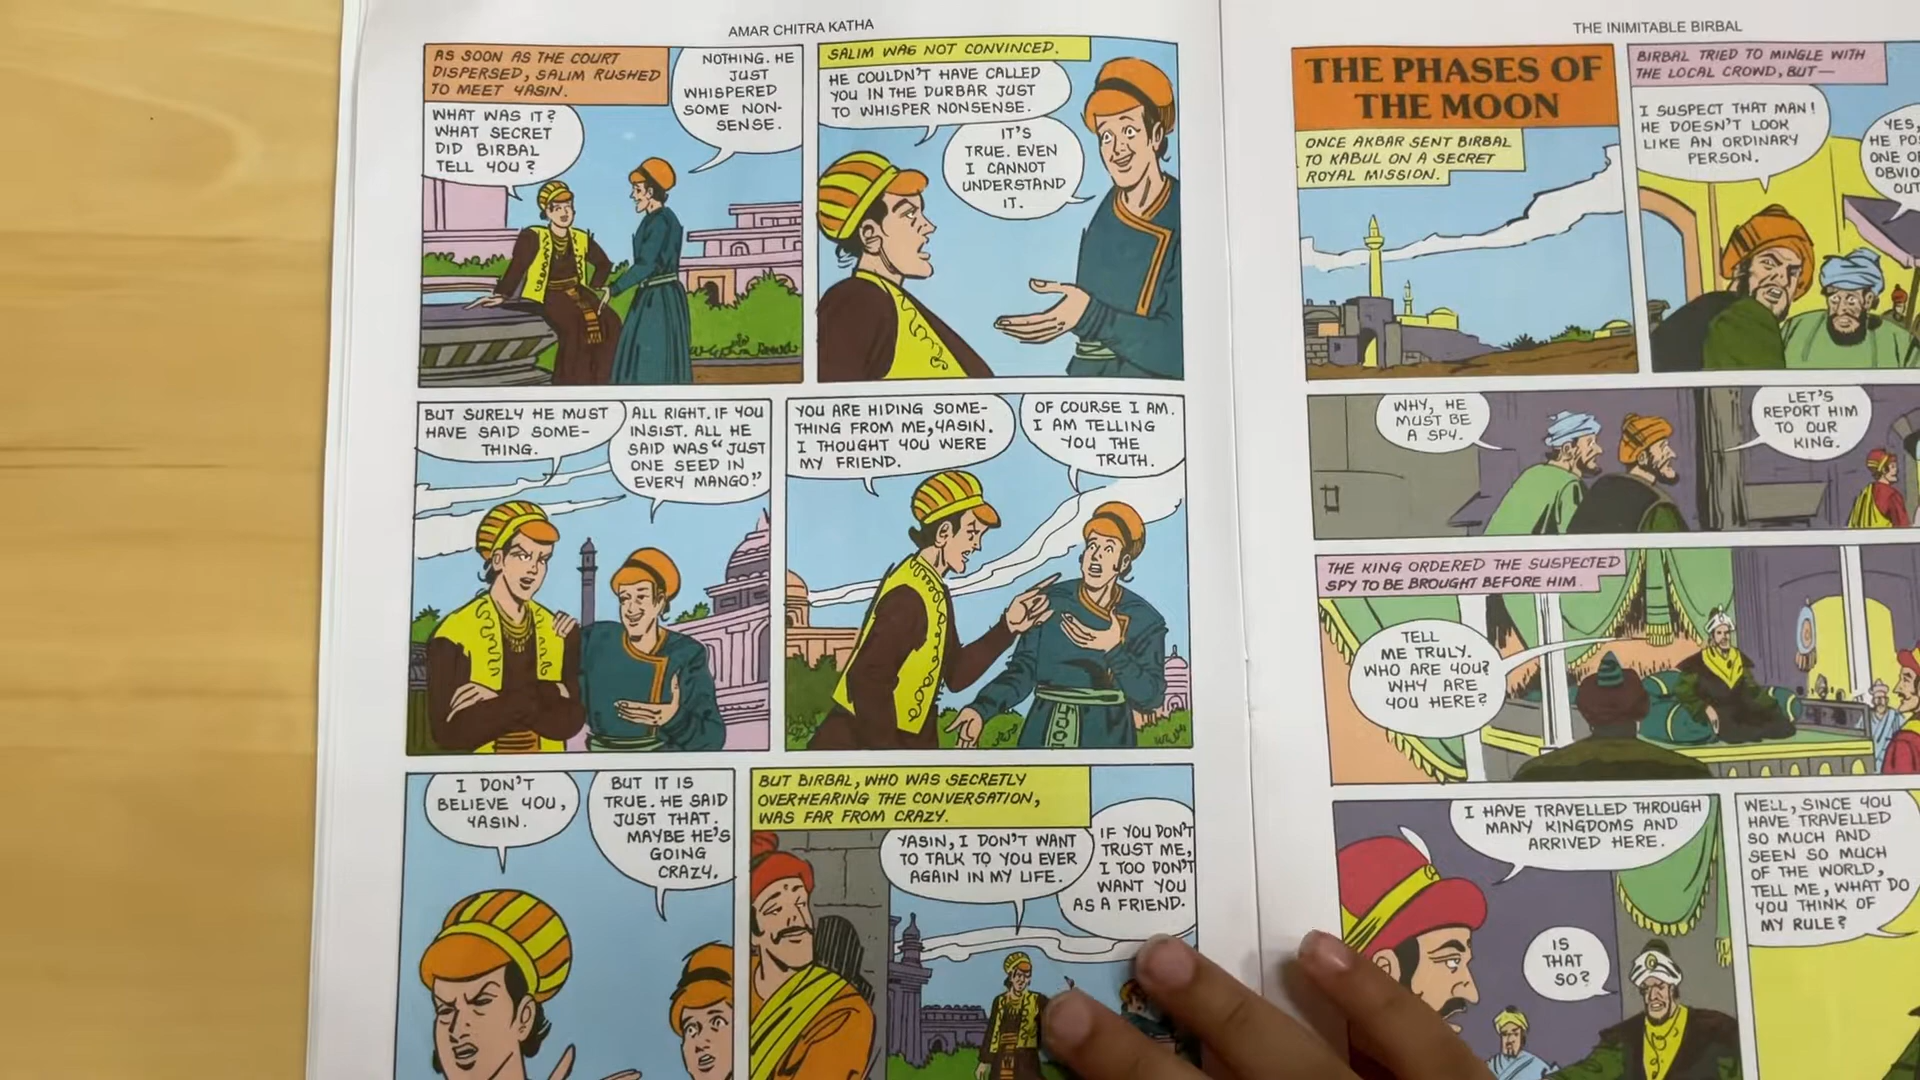 AMAR CHITRA KATHA
AS SOON AS THE COURT
DISPERSED, SALIM RUSHED
TO MEET YASIN.
WHAT WAS IT?
WHAT SECRET
DID BIRBAL
TELL YOU?
NOTHING. HE
JUST
WHISPERED
SOME NON-
SENSE.
SALIM WAS NOT CONVINCED.
HE COULDN'T HAVE CALLED
YOU IN THE DURBAR JUST
TO WHISPER NONSENSE.
IT'S
TRUE. EVEN
I CANNOT
UNDERSTAND
IT.
BUT SURELY HE MUST
HAVE SAID SOME-
THING.
ALL RIGHT. IF YOU
INSIST. ALL HE
SAID WAS "JUST
ONE SEED IN
EVERY MANGO."
YOU ARE HIDING SOME-
THING FROM ME, YASIN.
I THOUGHT YOU WERE
MY FRIEND.
OF COURSE I AM.
I AM TELLING
YOU THE
TRUTH.
I DON'T
BELIEVE YOU,
YASIN.
BUT IT IS
TRUE. HE SAID
JUST THAT.
MAYBE HE'S
GOING
CRAZY.
BUT BIRBAL, WHO WAS SECRETLY
OVERHEARING THE CONVERSATION,
WAS FAR FROM CRAZY.
YASIN, I DON'T WANT
TO TALK TO YOU EVER
AGAIN IN MY LIFE.
IF YOU DON'T
TRUST ME,
I TOO DON'T
WANT YOU
AS A FRIEND.
THE INIMITABLE BIRBAL
THE PHASES OF
THE MOON
ONCE AKBAR SENT BIRBAL
TO KABUL ON A SECRET
ROYAL MISSION.
BIRBAL TRIED TO MINGLE WITH
THE LOCAL CROWD, BUT—
I SUSPECT THAT MAN!
HE DOESN'T LOOK
LIKE AN ORDINARY
PERSON.
YES,
HE
ONE
OUT
WHY, HE
MUST BE
A SPY.
LET'S
REPORT HIM
TO OUR
KING.
THE KING ORDERED THE SUSPECTED
SPY TO BE BROUGHT BEFORE HIM.
TELL
ME TRULY.
WHO ARE YOU?
WHY ARE
YOU HERE?
I HAVE TRAVELLED THROUGH
MANY KINGDOMS AND
ARRIVED HERE.
IS
THAT
SO?
WELL, SINCE YOU
HAVE TRAVELLED
SO MUCH AND
SEEN SO MUCH
OF THE WORLD,
TELL ME, WHAT DO
YOU THINK OF
MY RULE?